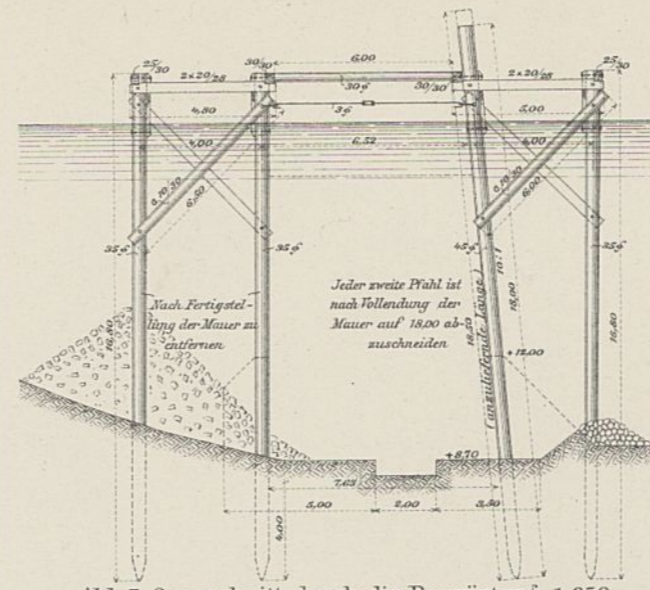 25/30
30/30
6,00
2 x 20/28
30 ϕ
30/30
2 x 20/28
25/30
4,80
3 ϕ
5,00
4,00
6,52
4,00
a 10/30
6,50
a 10/30
6,00
35 ϕ
35 ϕ
45 ϕ
10:1
35 ϕ
Nach Fertigstel-
lung der Mauer zu
entfernen
Jeder zweite Pfahl ist
nach Vollendung der
Mauer auf 18,00 ab-
zuschneiden
18,50
(anzuliefernde Länge)
18,00
16,80
+12,00
+8,70
7,63
5,00
2,00
3,50
4,00